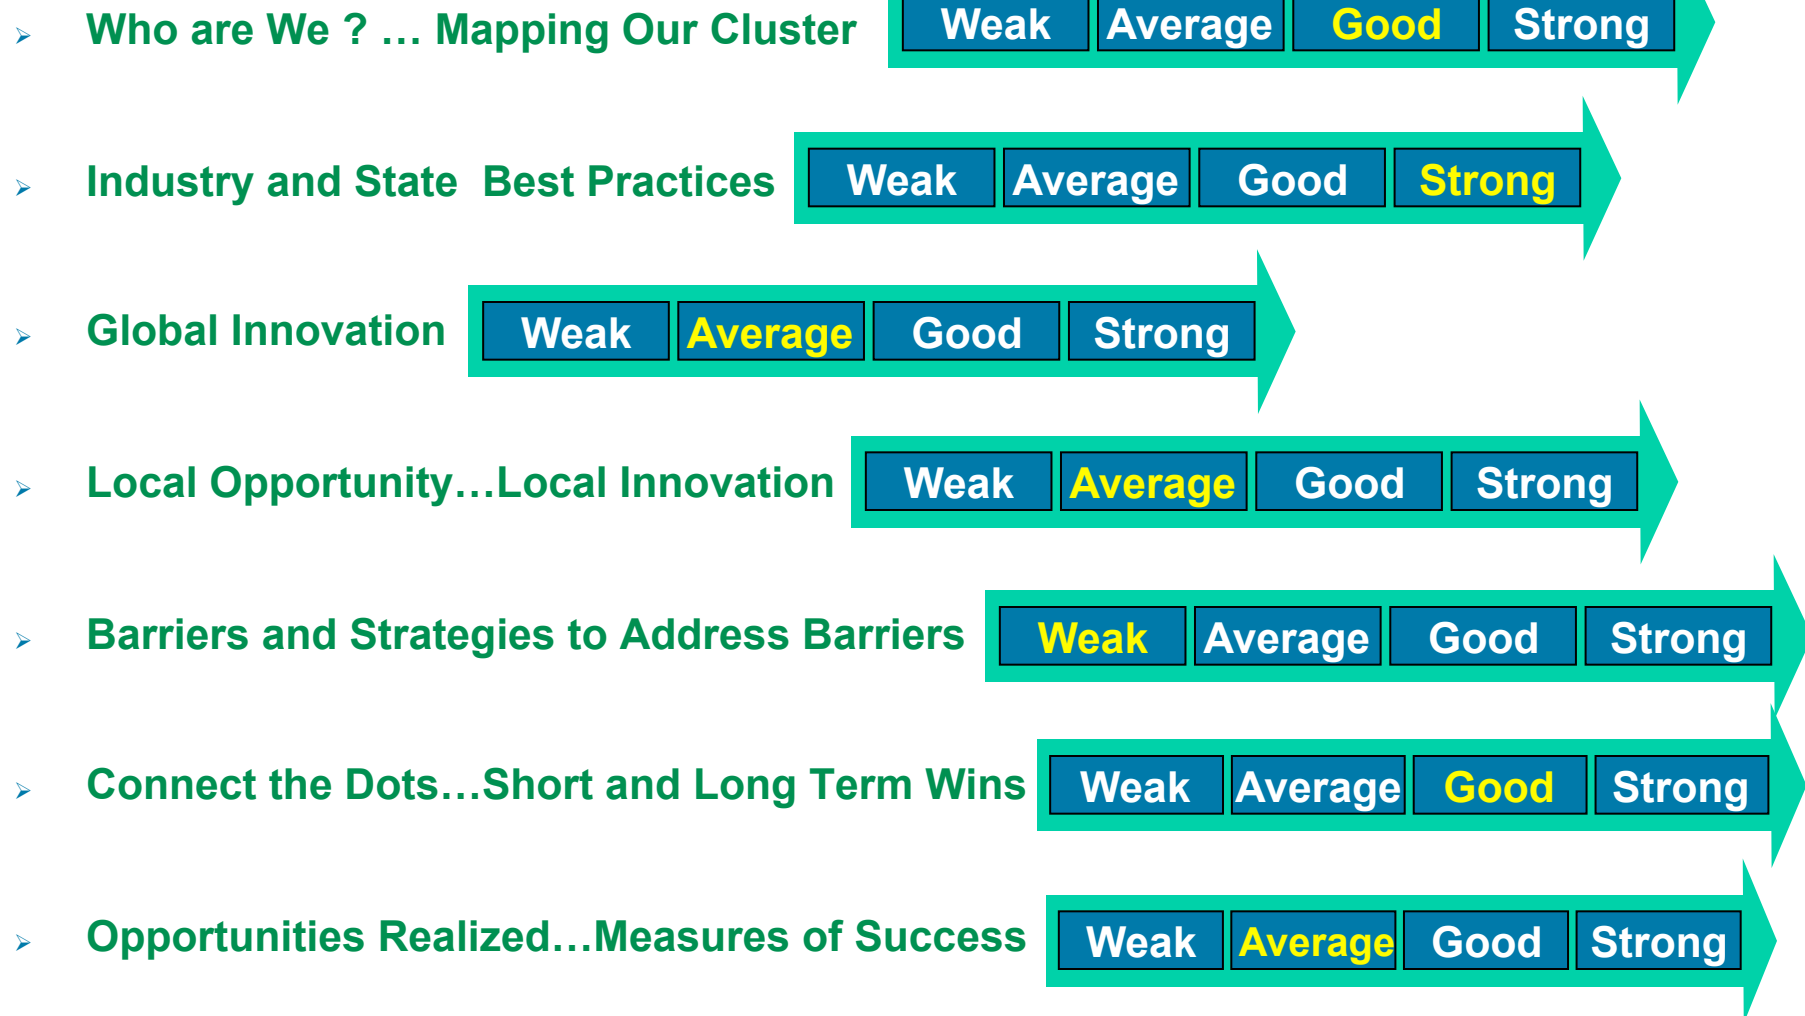 Who are We ? … Mapping Our Cluster Weak Average Good Strong
Industry and State Best Practices Weak Average Good Strong
Global Innovation Weak Average Good Strong
Local Opportunity…Local Innovation Weak Average Good Strong
Barriers and Strategies to Address Barriers Weak Average Good Strong
Connect the Dots…Short and Long Term Wins Weak Average Good Strong
Opportunities Realized…Measures of Success Weak Average Good Strong